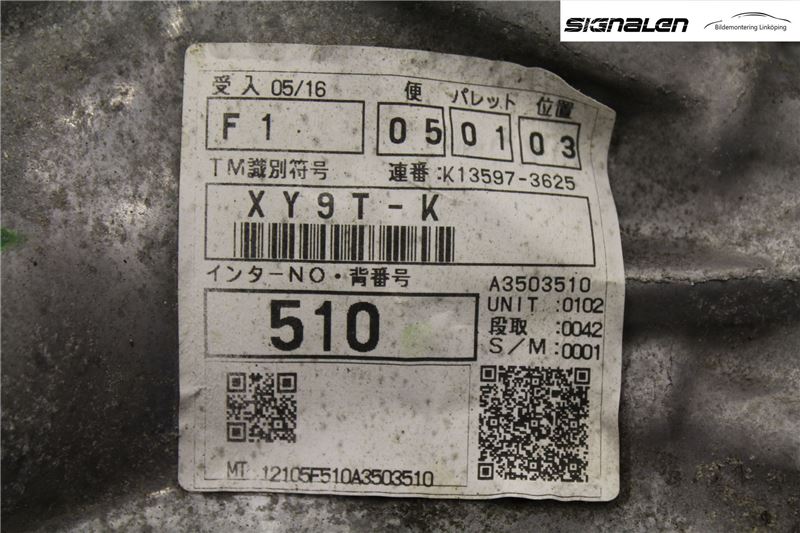 SIGNALEN
Bildemontering Linköping
受入 05/16 便 パレット 位置
F1 05 01 03
TM識別符号 連番:K13597-3625
XY9T-K
インターNO・背番号 A3503510
510 UNIT:0102
段取:0042
S/M:0001
MT 12105F510A3503510